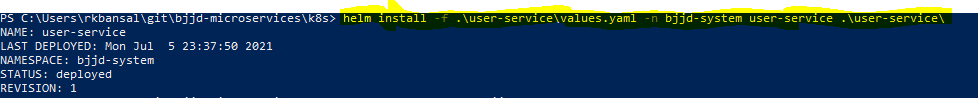 PS C:\Users\rkbansal\git\bjjd-microservices\k8s> helm install -f .\user-service\values.yaml -n bjjd-system user-service .\user-service\
NAME: user-service
LAST DEPLOYED: Mon Jul  5 23:37:50 2021
NAMESPACE: bjjd-system
STATUS: deployed
REVISION: 1